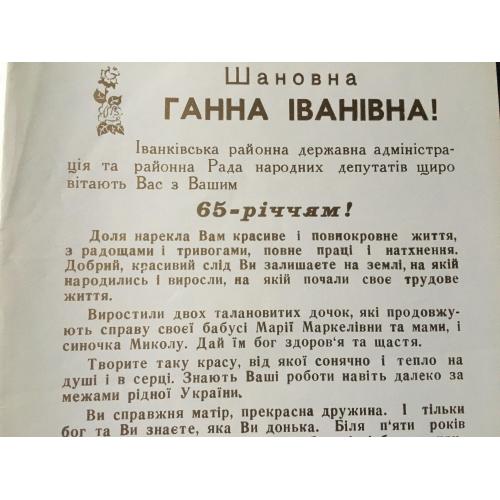 Шановна
ГАННА ІВАНІВНА!
Іванківська районна державна адміністра-
ція та районна Рада народних депутатів щиро
вітають Вас з Вашим
65-річчям!
Доля нарекла Вам красиве і повнокровне життя,
з радощами і тривогами, повне праці і натхнення.
Добрий, красивий слід Ви залишаєте на землі, на якій
народились і виросли, на якій почали своє трудове
життя.
Виростили двох талановитих дочок, які продовжу-
ють справу своєї бабусі Марії Маркелівни та мами, і
синочка Миколу. Дай їм бог здоров'я та щастя.
Творите таку красу, від якої сонячно і тепло на
душі і в серці. Знають Ваші роботи навіть далеко за
межами рідної України.
Ви справжня матір, прекрасна дружина. І тільки
бог та Ви знаєте, яка Ви донька. Біля п'яти років